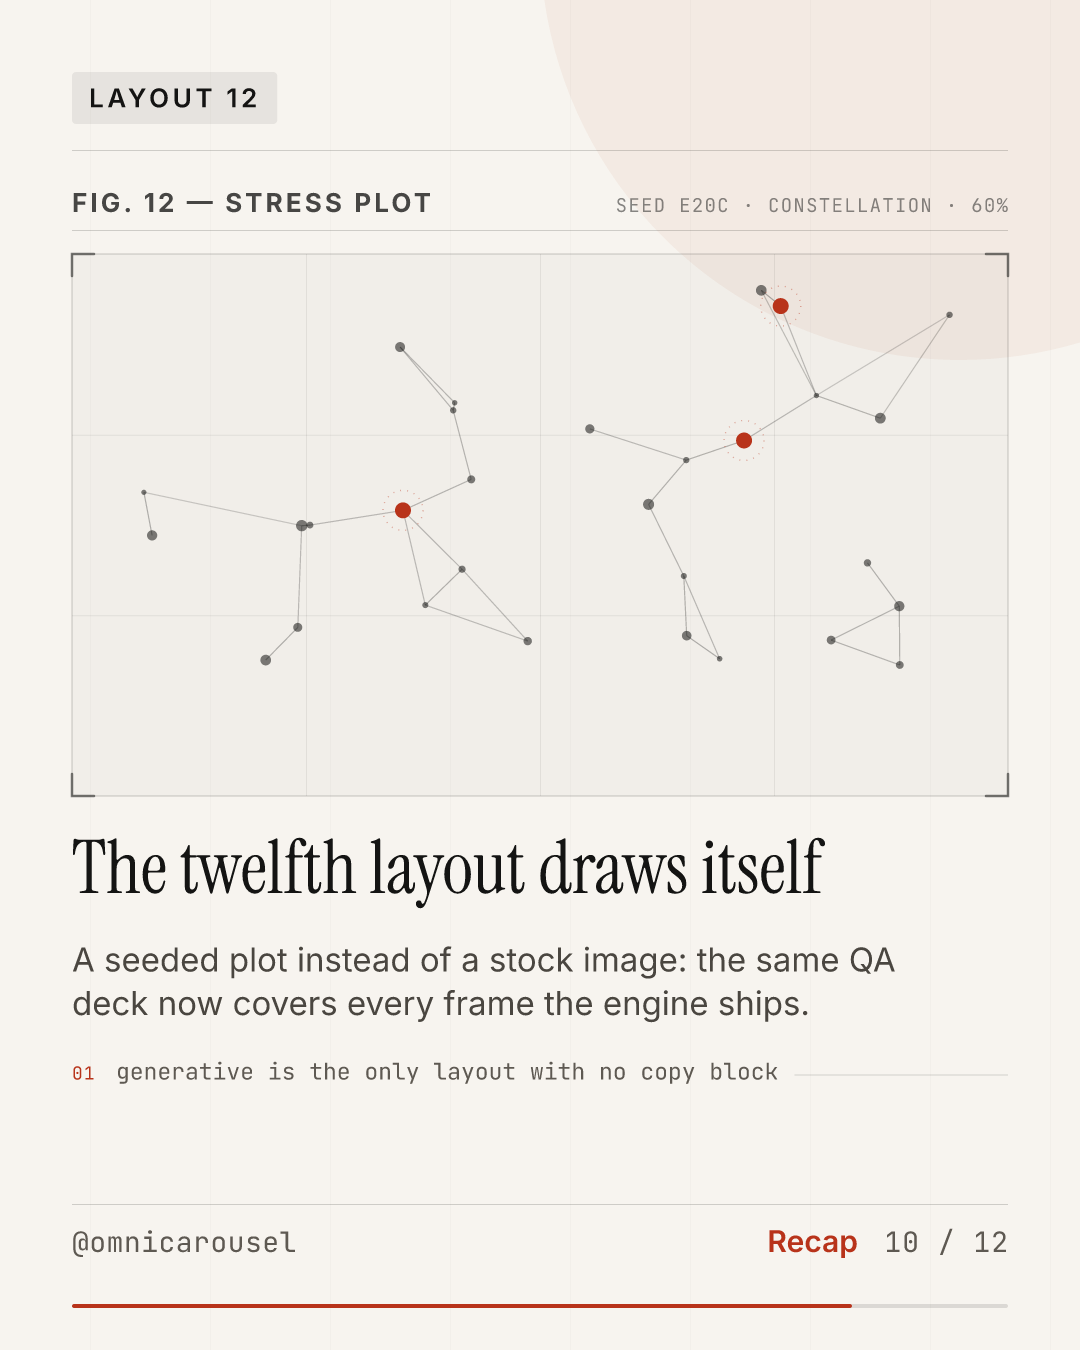 LAYOUT 12
FIG. 12 — STRESS PLOT
SEED E20C · CONSTELLATION · 60%
The twelfth layout draws itself
A seeded plot instead of a stock image: the same QA
deck now covers every frame the engine ships.
01 generative is the only layout with no copy block
@omnicarousel
Recap 10 / 12